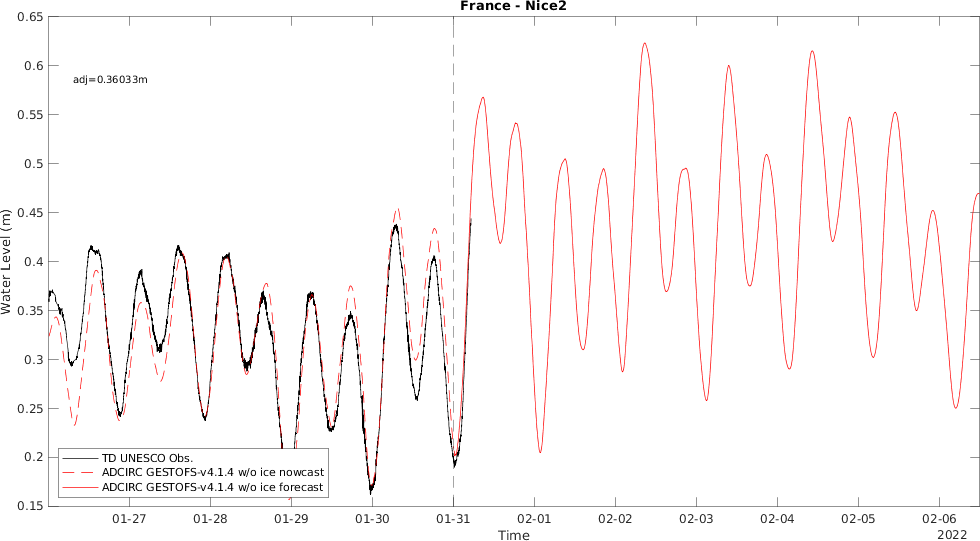 France - Nice2
adj=0.36033m
Water Level (m)
0.65
0.6
0.55
0.5
0.45
0.4
0.35
0.3
0.25
0.2
0.15
TD UNESCO Obs.
ADCIRC GESTOFS-v4.1.4 w/o ice nowcast
ADCIRC GESTOFS-v4.1.4 w/o ice forecast
01-27 01-28 01-29 01-30 01-31 02-01 02-02 02-03 02-04 02-05 02-06
Time
2022